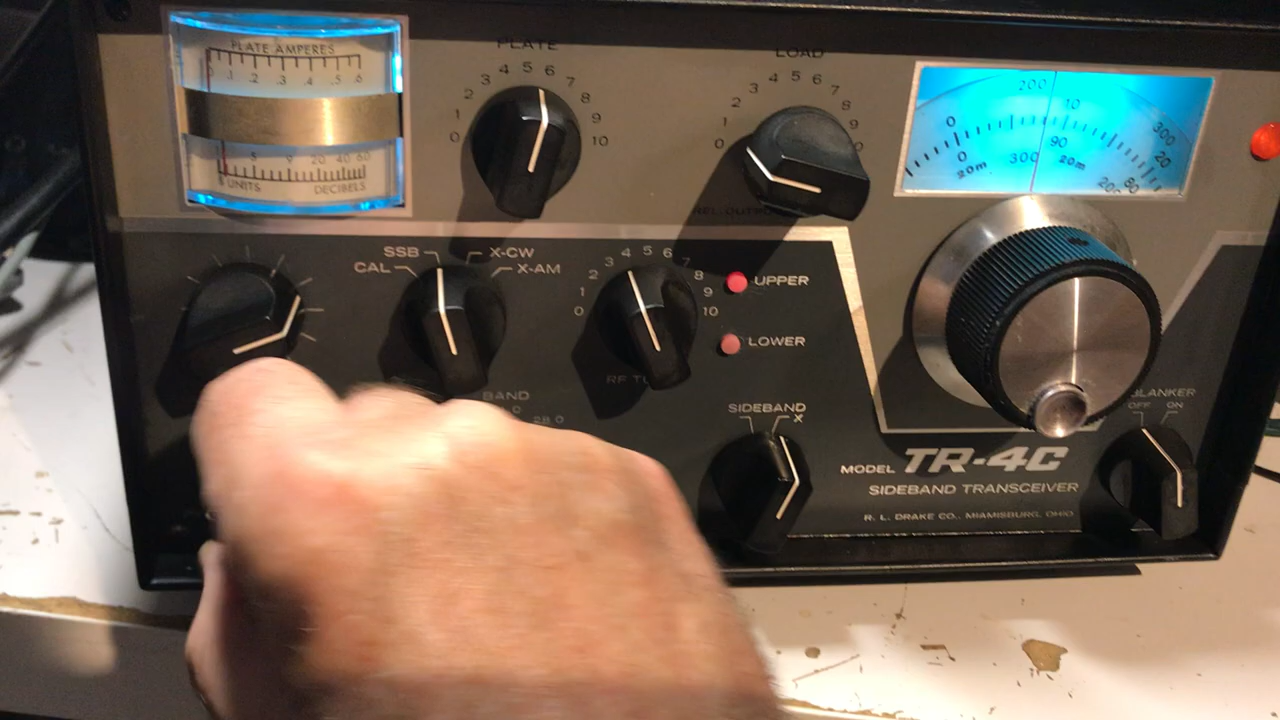 PLATE AMPERES
0 .1 .2 .3 .4 .5 .6
5 9 20 40 60
UNITS DECIBELS
PLATE
0 1 2 3 4 5 6 7 8 9 10
LOAD
0 1 2 3 4 5 6 7 8 9
200
0 10 300
0 90 20
20m 300 20m 80
SSB X-CW
CAL X-AM
0 1 2 3 4 5 6 7 8 9 10
RF
UPPER
LOWER
BAND
28 0
SIDEBAND
X
BLANKER
OFF ON
MODEL TR-4C
SIDEBAND TRANSCEIVER
R. L. DRAKE CO., MIAMISBURG, OHIO